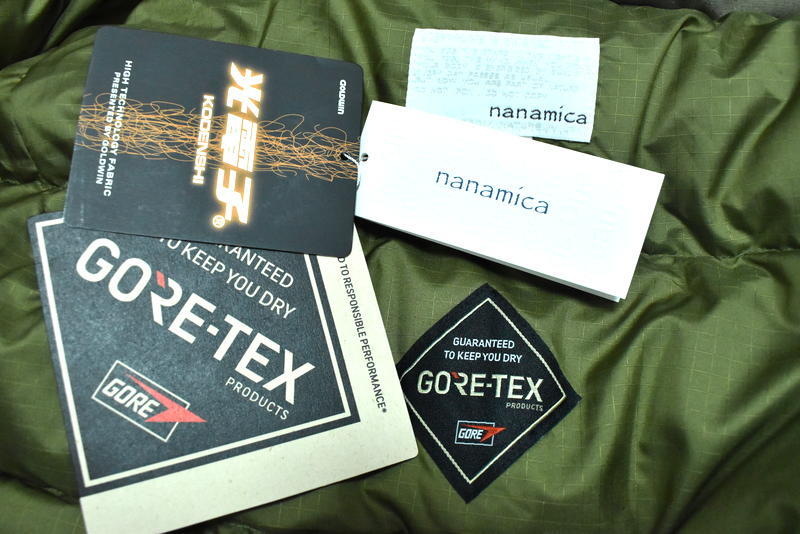 GOLDWIN
光電子®
KODENSHI
HIGH TECHNOLOGY FABRIC
PRESENTED BY GOLDWIN
nanamica
nanamica
GUARANTEED
TO KEEP YOU DRY
GORE-TEX
PRODUCTS
GORE
TO RESPONSIBLE PERFORMANCE
GUARANTEED
TO KEEP YOU DRY
GORE-TEX
PRODUCTS
GORE